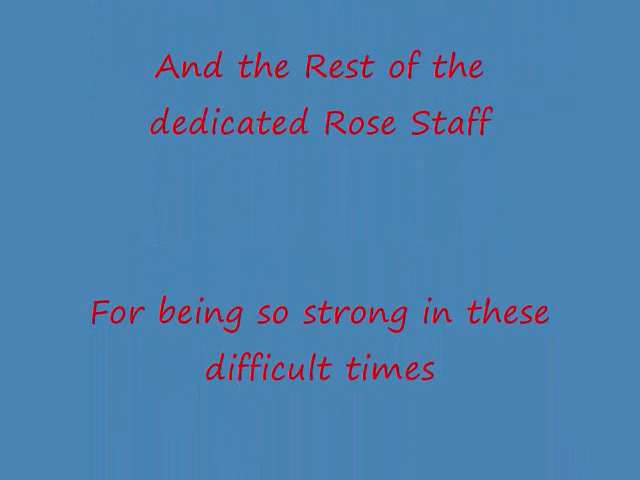 And the Rest of the
dedicated Rose Staff
For being so strong in these
difficult times